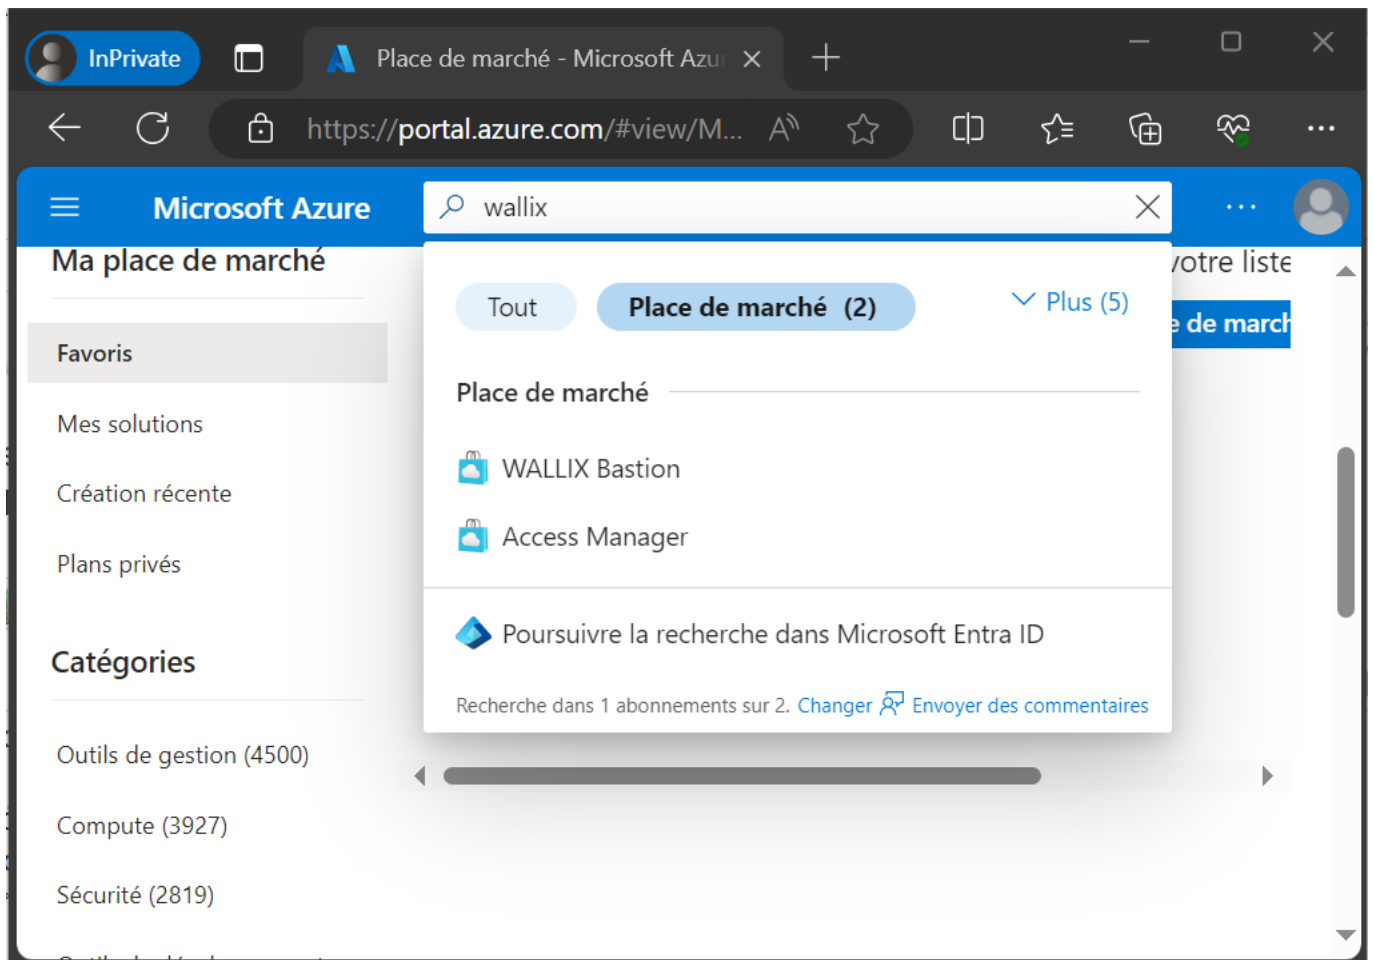 InPrivate
Place de marché - Microsoft Azu
https://portal.azure.com/#view/M...
Microsoft Azure
wallix
Ma place de marché
votre liste
Tout
Place de marché (2)
Plus (5)
de march
Favoris
Place de marché
Mes solutions
WALLIX Bastion
Création récente
Access Manager
Plans privés
Poursuivre la recherche dans Microsoft Entra ID
Catégories
Recherche dans 1 abonnements sur 2. Changer Envoyer des commentaires
Outils de gestion (4500)
Compute (3927)
Sécurité (2819)